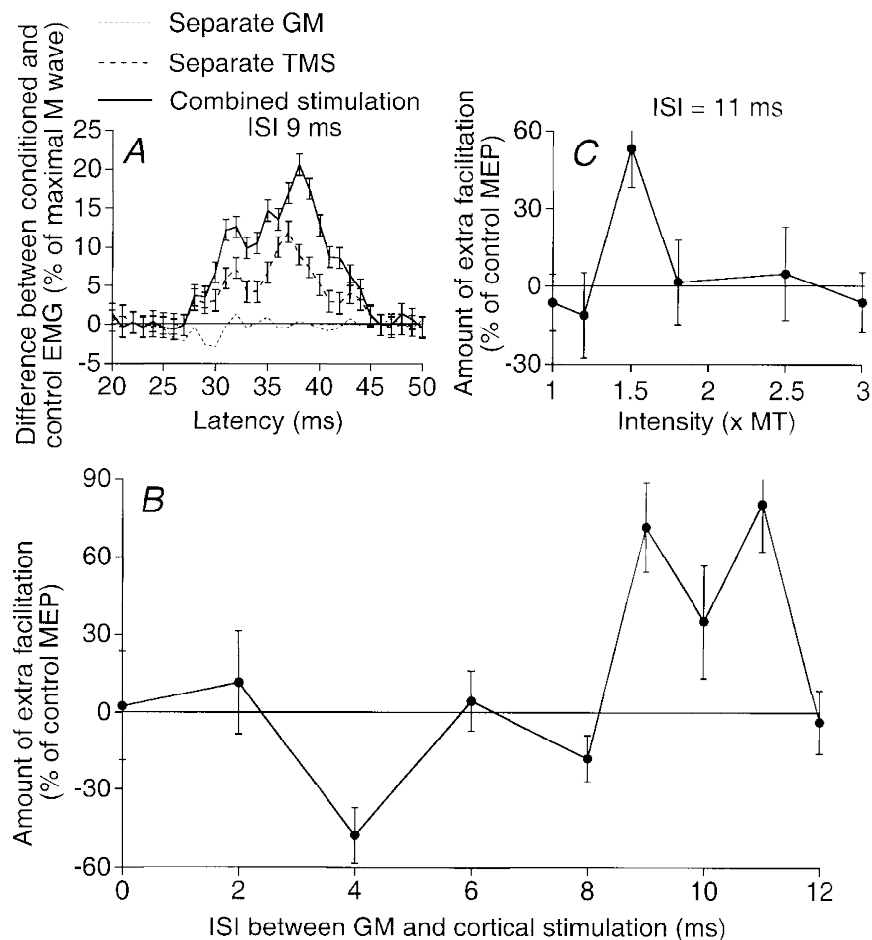 Separate GM
Separate TMS
Combined stimulation
A
ISI 9 ms
Difference between conditioned and
control EMG (% of maximal M wave)
25
20
15
10
5
0
-5
20 25 30 35 40 45 50
Latency (ms)
C
ISI = 11 ms
Amount of extra facilitation
(% of control MEP)
60
30
0
-30
1 1.5 2 2.5 3
Intensity (x MT)
B
Amount of extra facilitation
(% of control MEP)
90
60
30
0
-30
-60
0 2 4 6 8 10 12
ISI between GM and cortical stimulation (ms)